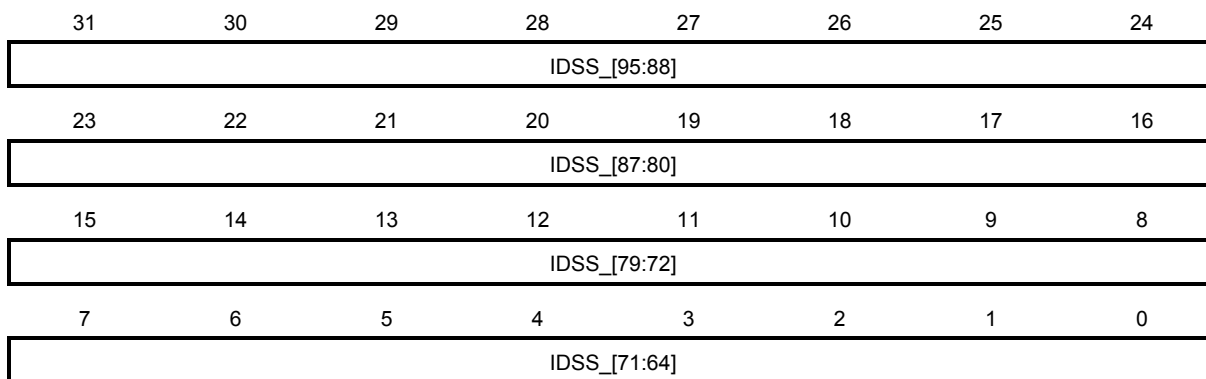 31 30 29 28 27 26 25 24
IDSS_[95:88]
23 22 21 20 19 18 17 16
IDSS_[87:80]
15 14 13 12 11 10 9 8
IDSS_[79:72]
7 6 5 4 3 2 1 0
IDSS_[71:64]